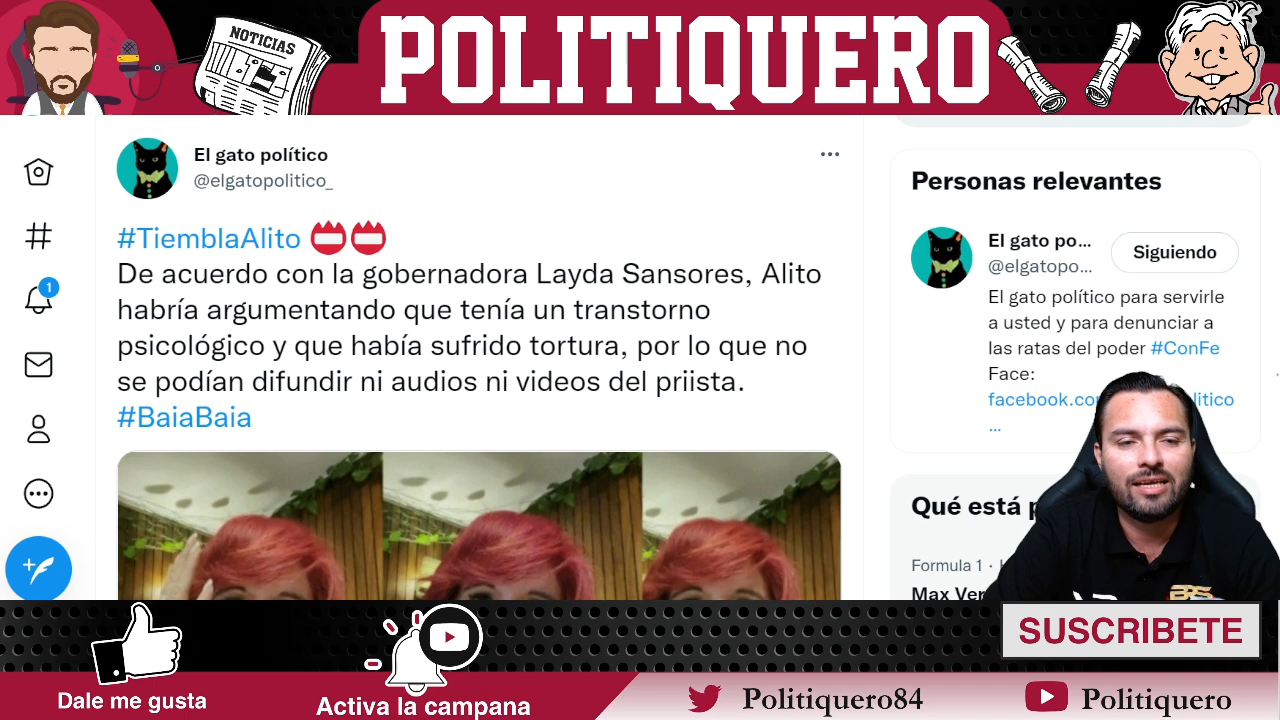 NOTICIAS
POLITIQUERO
El gato político
@elgatopolitico_
#TiemblaAlito
De acuerdo con la gobernadora Layda Sansores, Alito
habría argumentando que tenía un transtorno
psicológico y que había sufrido tortura, por lo que no
se podían difundir ni audios ni videos del priista.
#BaiaBaia
1
Personas relevantes
El gato po...
@elgatopo...
Siguiendo
El gato político para servirle
a usted y para denunciar a
las ratas del poder #ConFe
Face:
...
Qué está
Formula 1 ·
Max
SUSCRIBETE
Dale me gusta
Activa la campana
Politiquero84
Politiquero